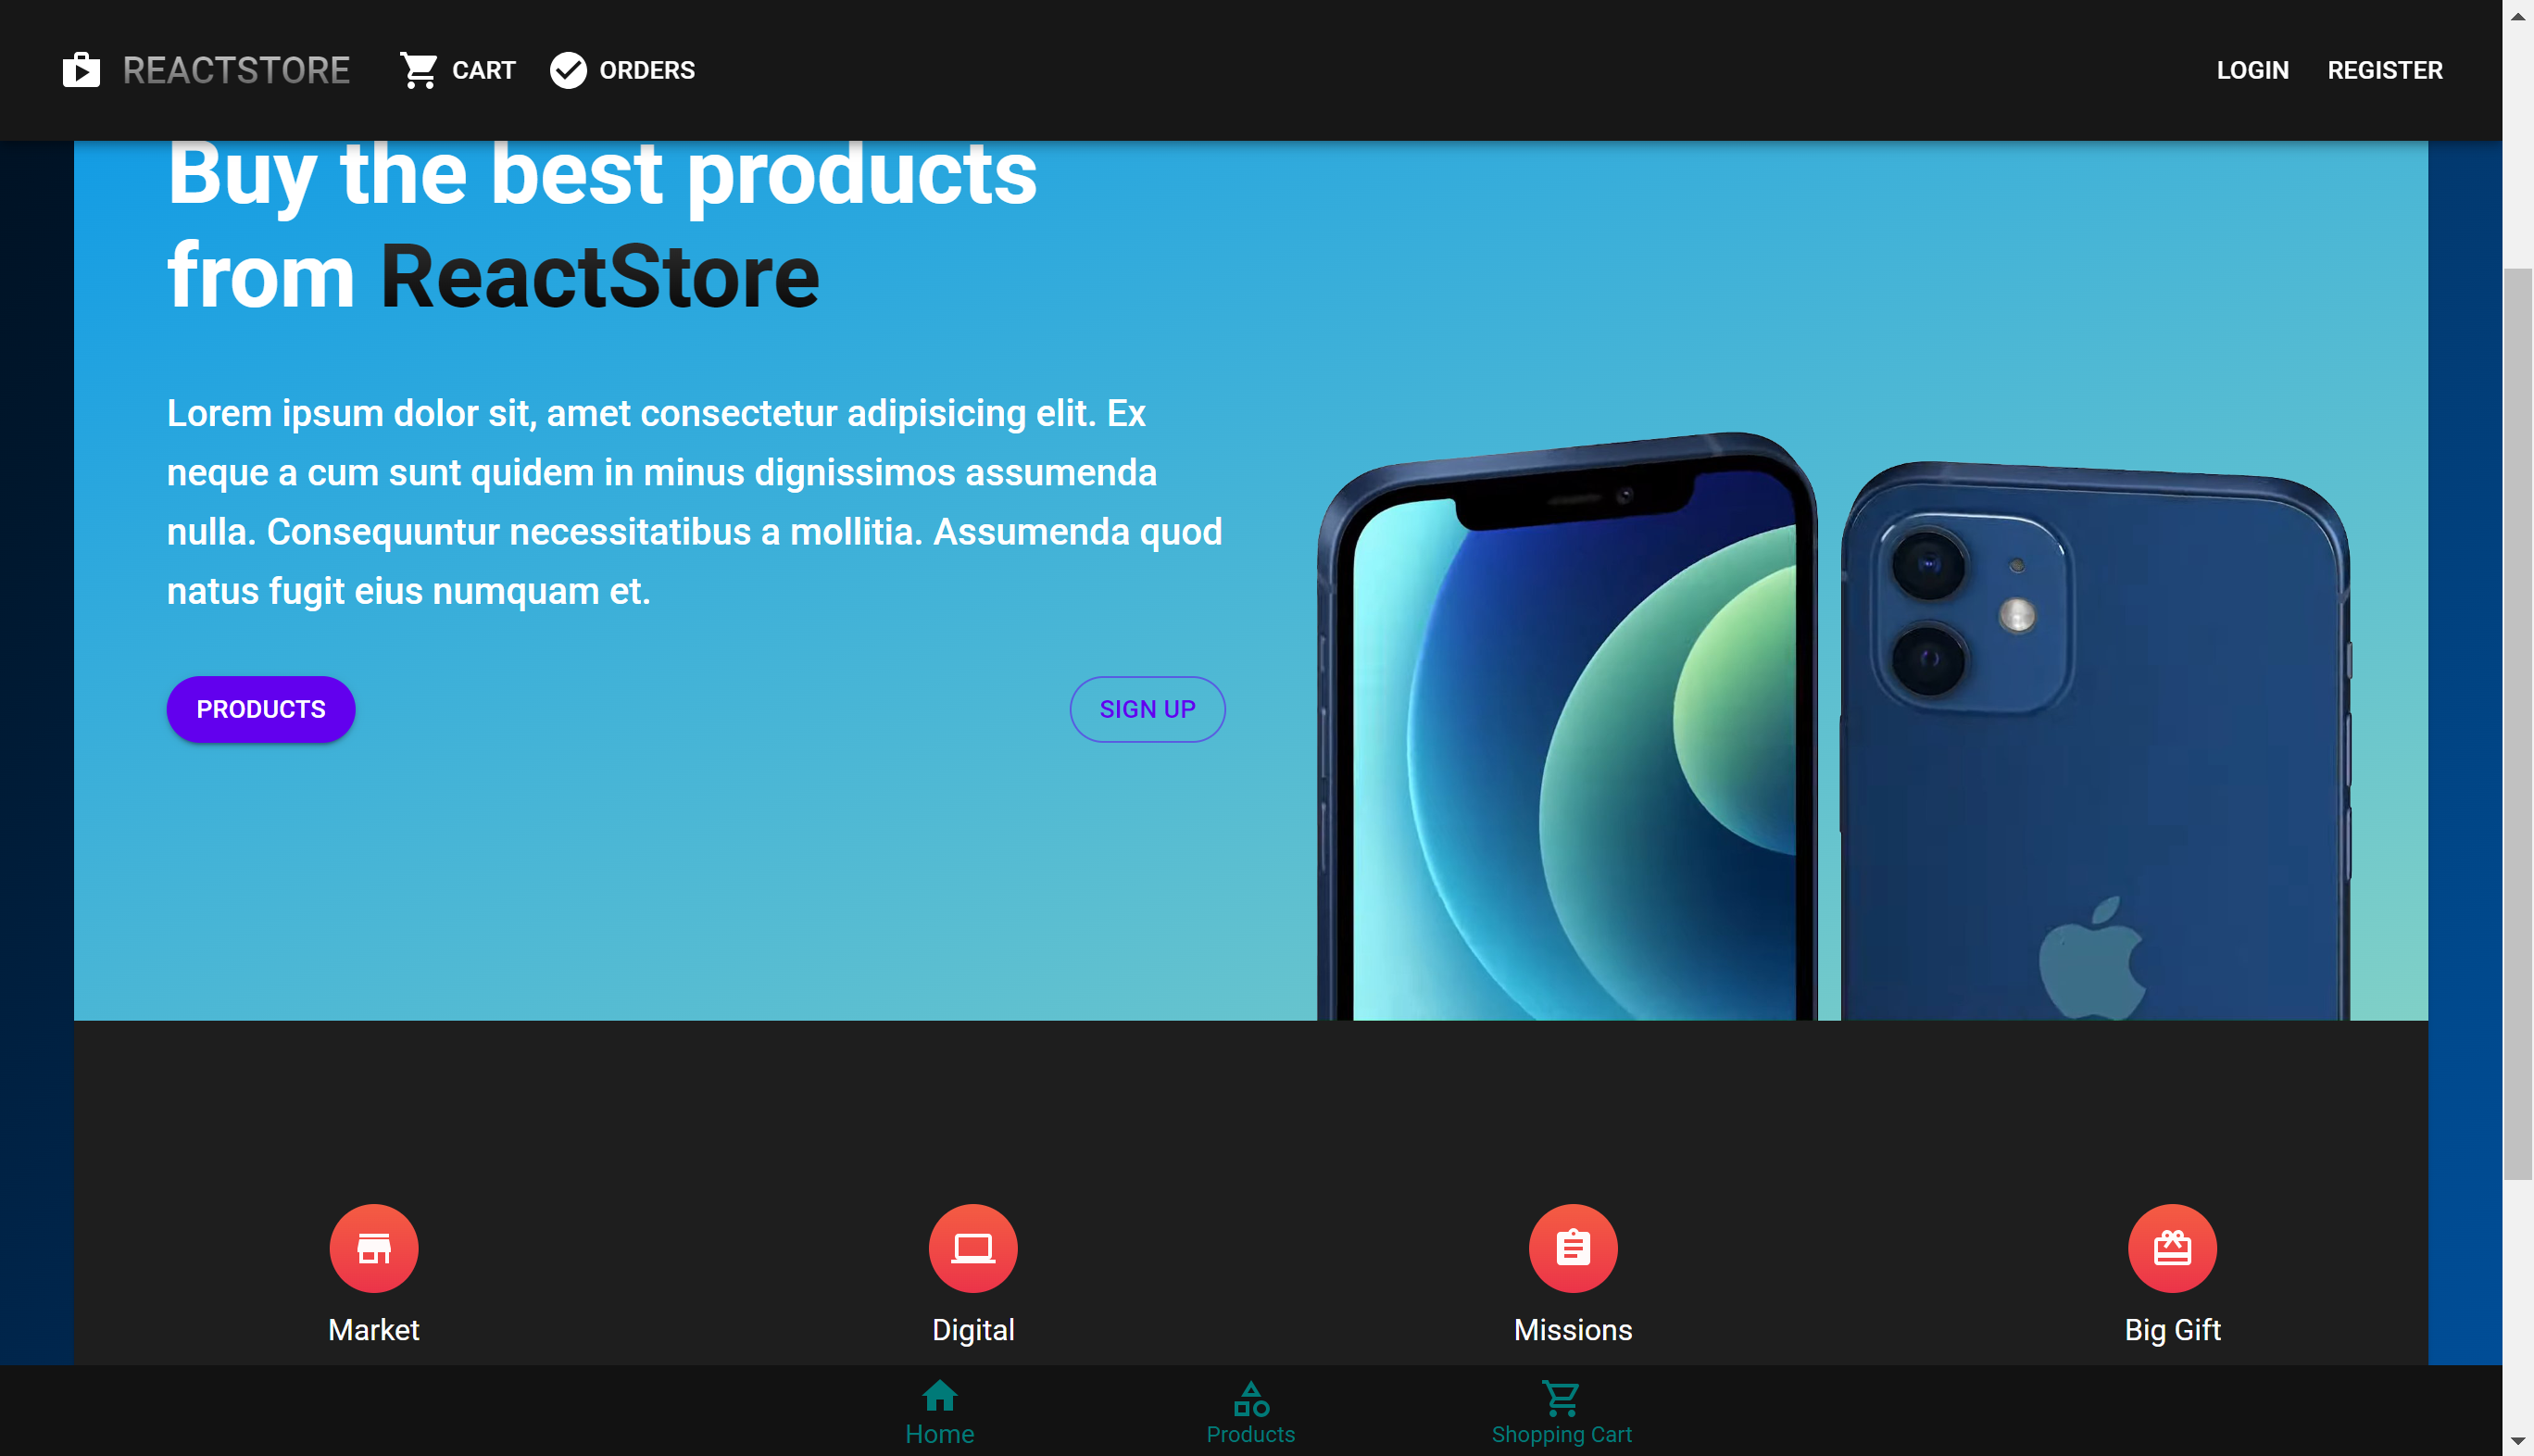 REACTSTORE CART ORDERS LOGIN REGISTER
Buy the best products
from ReactStore
Lorem ipsum dolor sit, amet consectetur adipisicing elit. Ex
neque a cum sunt quidem in minus dignissimos assumenda
nulla. Consequuntur necessitatibus a mollitia. Assumenda quod
natus fugit eius numquam et.
PRODUCTS SIGN UP
Market Digital Missions Big Gift
Home Products Shopping Cart